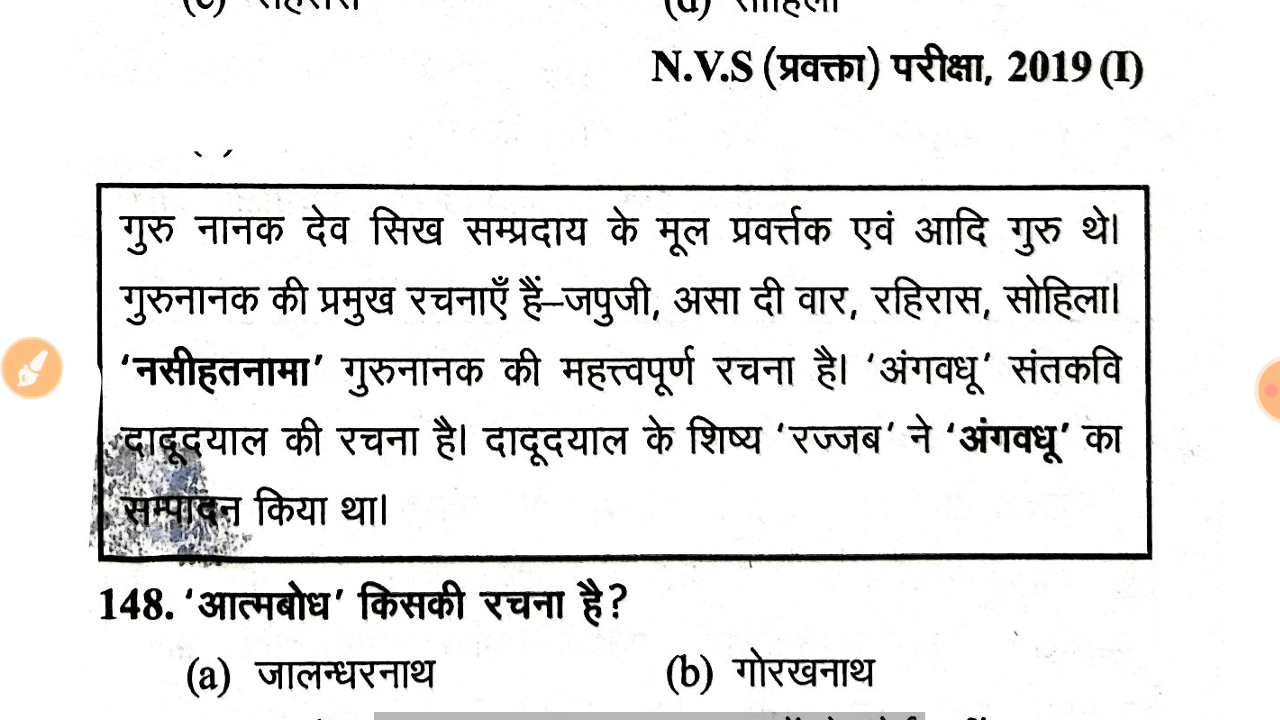 N.V.S (प्रवक्ता) परीक्षा, 2019 (I)
गुरु नानक देव सिख सम्प्रदाय के मूल प्रवर्त्तक एवं आदि गुरु थे।
गुरुनानक की प्रमुख रचनाएँ हैं–जपुजी, असा दी वार, रहिरास, सोहिला।
‘नसीहतनामा’ गुरुनानक की महत्त्वपूर्ण रचना है। ‘अंगवधू’ संतकवि
दादूदयाल की रचना है। दादूदयाल के शिष्य ‘रज्जब’ ने ‘अंगवधू’ का
सम्पादन किया था।
148. ‘आत्मबोध’ किसकी रचना है?
(a) जालन्धरनाथ (b) गोरखनाथ